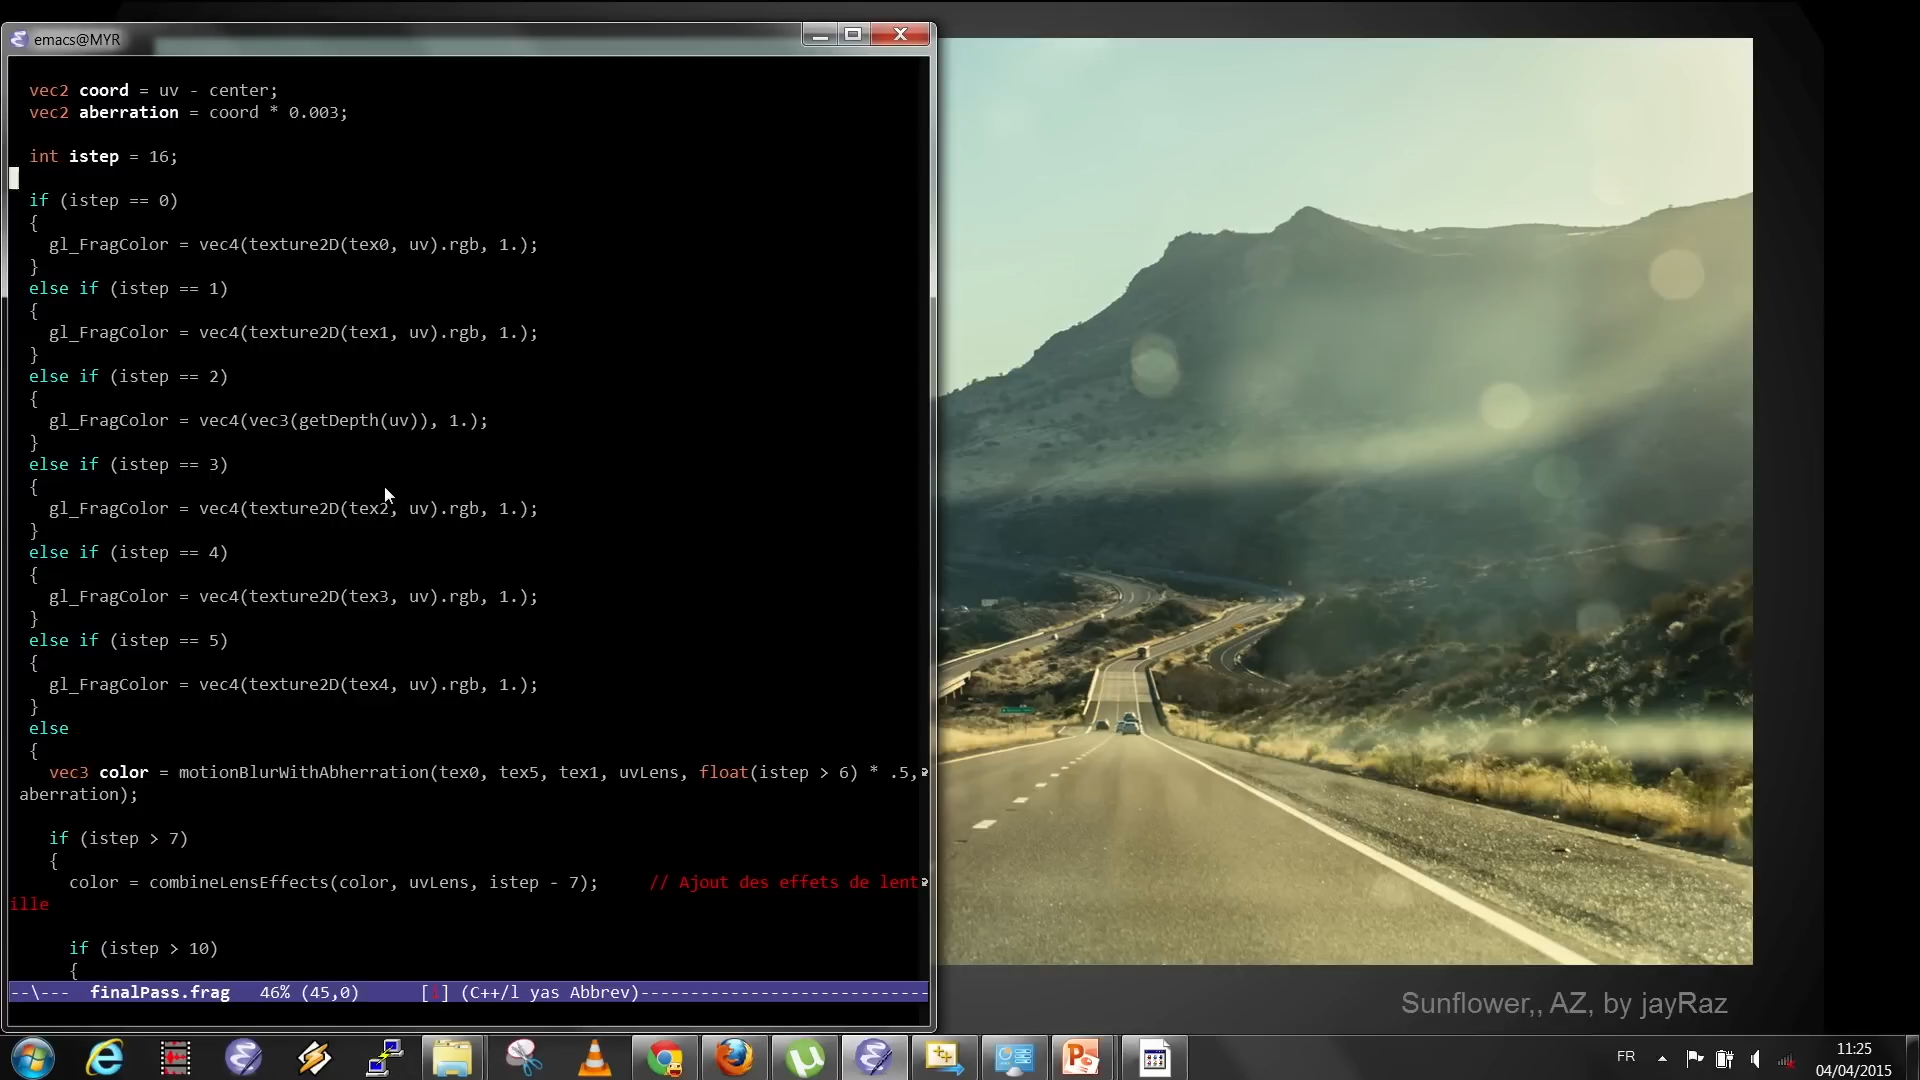 emacs@MYR
vec2 coord = uv - center;
vec2 aberration = coord * 0.003;
int istep = 16;
if (istep == 0)
{
gl_FragColor = vec4(texture2D(tex0, uv).rgb, 1.);
}
else if (istep == 1)
{
gl_FragColor = vec4(texture2D(tex1, uv).rgb, 1.);
}
else if (istep == 2)
{
gl_FragColor = vec4(vec3(getDepth(uv)), 1.);
}
else if (istep == 3)
{
gl_FragColor = vec4(texture2D(tex2, uv).rgb, 1.);
}
else if (istep == 4)
{
gl_FragColor = vec4(texture2D(tex3, uv).rgb, 1.);
}
else if (istep == 5)
{
gl_FragColor = vec4(texture2D(tex4, uv).rgb, 1.);
}
else
{
vec3 color = motionBlurWithAbherration(tex0, tex5, tex1, uvLens, float(istep > 6) * .5,
aberration);
if (istep > 7)
{
color = combineLensEffects(color, uvLens, istep - 7); // Ajout des effets de lent
ille
if (istep > 10)
{
--\--- finalPass.frag 46% (45,0) [i] (C++/l yas Abbrev)-----------------------------
Sunflower,, AZ, by jayRaz
FR
11:25
04/04/2015